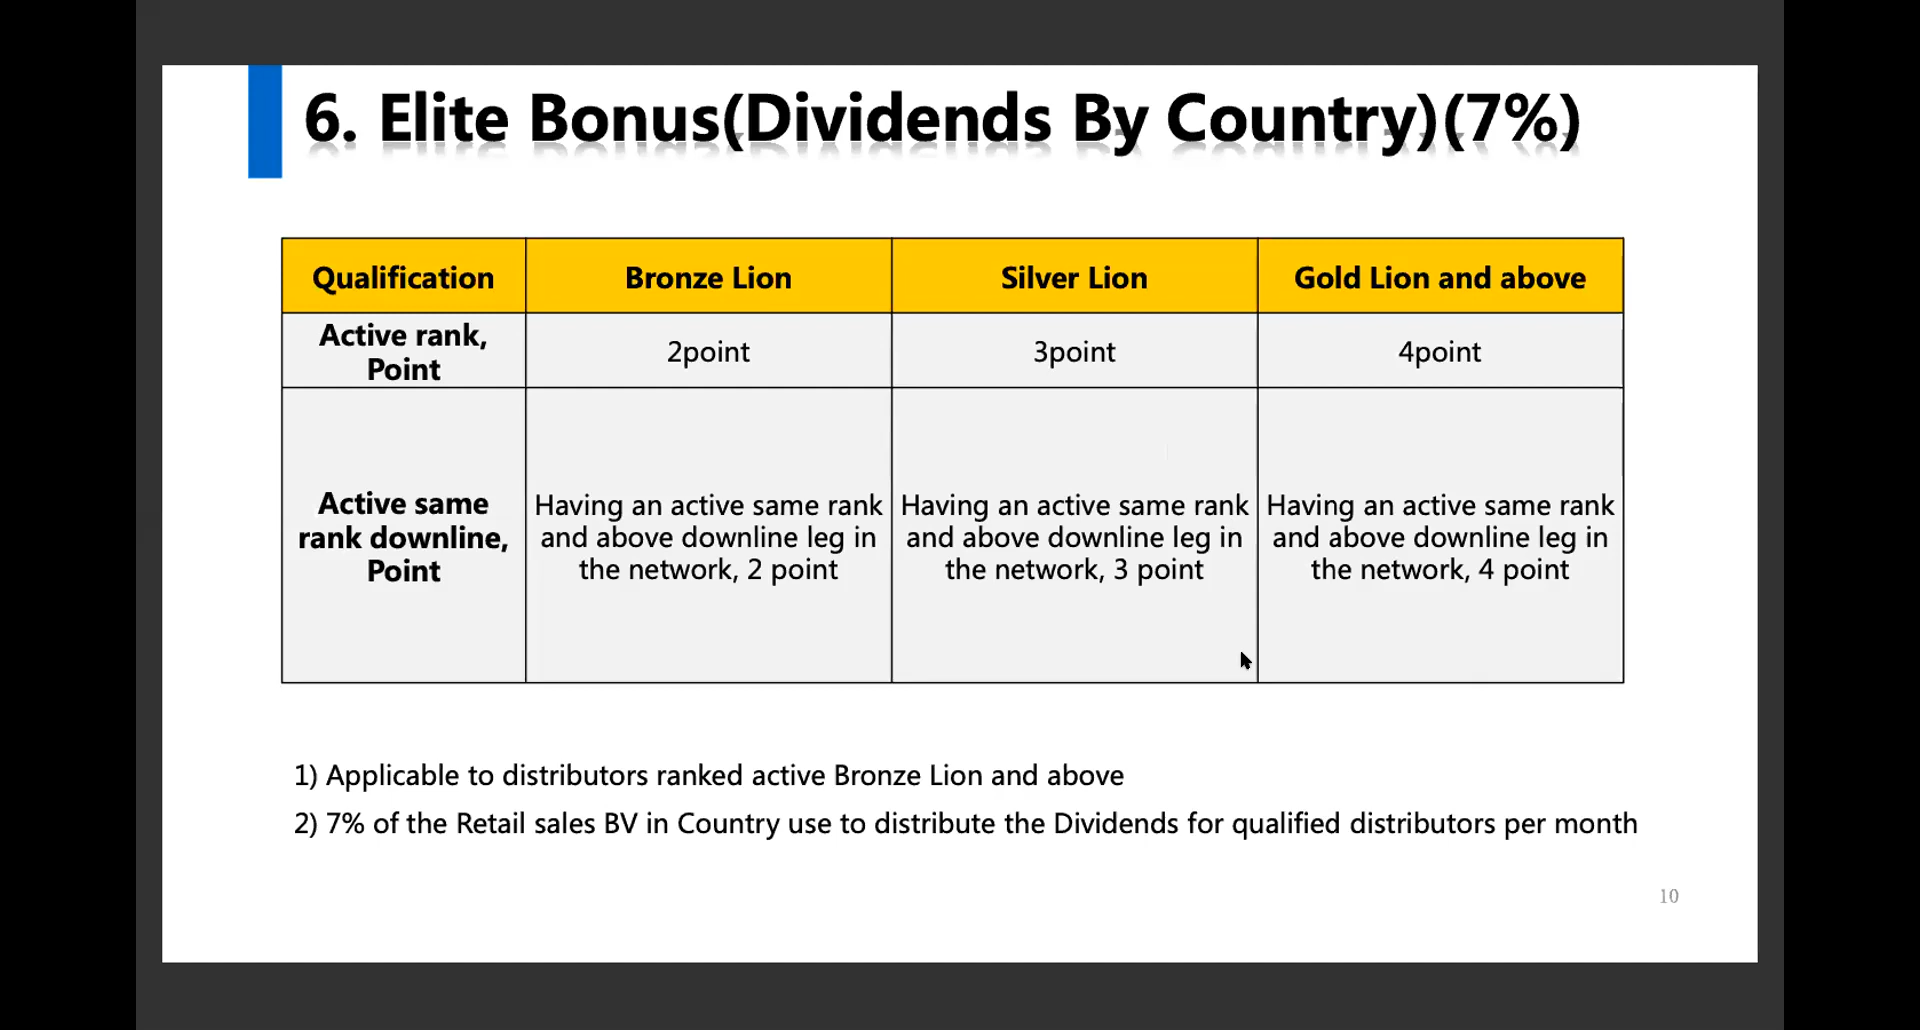 6. Elite Bonus(Dividends By Country)(7%)
Qualification
Bronze Lion
Silver Lion
Gold Lion and above
Active rank,
Point
2point
3point
4point
Active same
rank downline,
Point
Having an active same rank
and above downline leg in
the network, 2 point
Having an active same rank
and above downline leg in
the network, 3 point
Having an active same rank
and above downline leg in
the network, 4 point
1) Applicable to distributors ranked active Bronze Lion and above
2) 7% of the Retail sales BV in Country use to distribute the Dividends for qualified distributors per month
10